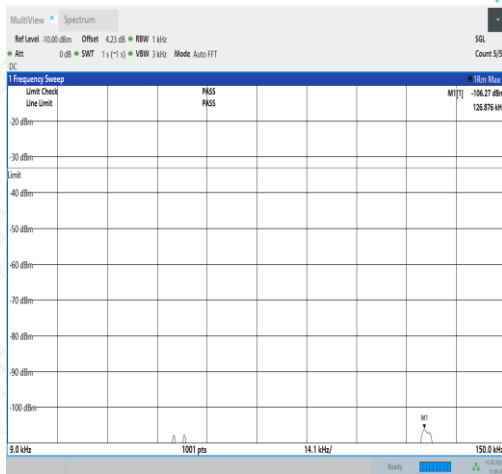 MultiView Spectrum
Ref Level -10.00 dBm Offset 4.23 dB RBW 1 kHz SGL
Att 0 dB SWT 1 s (~1 s) VBW 3 kHz Mode Auto FFT Count 5/5
DC
1 Frequency Sweep 1Rm Max
Limit Check PASS M1[1] -106.27 dBm
Line Limit PASS 126.876 kH
-20 dBm
-30 dBm
Limit
-40 dBm
-50 dBm
-60 dBm
-70 dBm
-80 dBm
-90 dBm
-100 dBm
M1
9.0 kHz 1001 pts 14.1 kHz/ 150.0 kHz
Ready